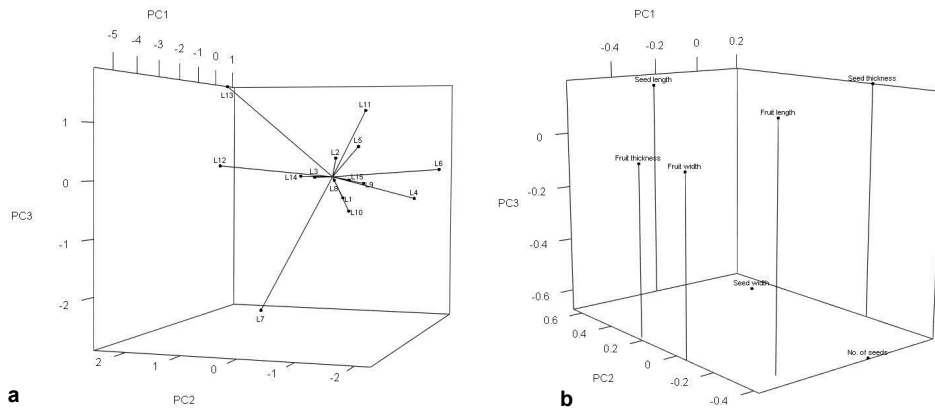 PC1
-5 -4 -3 -2 -1 0 1
L13
L11
1
L5
L2
L12
L3
L6
L14
L15
0
L9
L8
L4
L1
L10
PC3
-1
-2
L7
2 1 0 -1 -2
PC2
a
PC1
-0.4 -0.2 0 0.2
Seed length
Seed thickness
Fruit length
0
Fruit thickness
Fruit width
-0.2
PC3
-0.4
Seed width
-0.6
0.6
0.4
0.2
0
-0.2
-0.4
No. of seeds
PC2
b